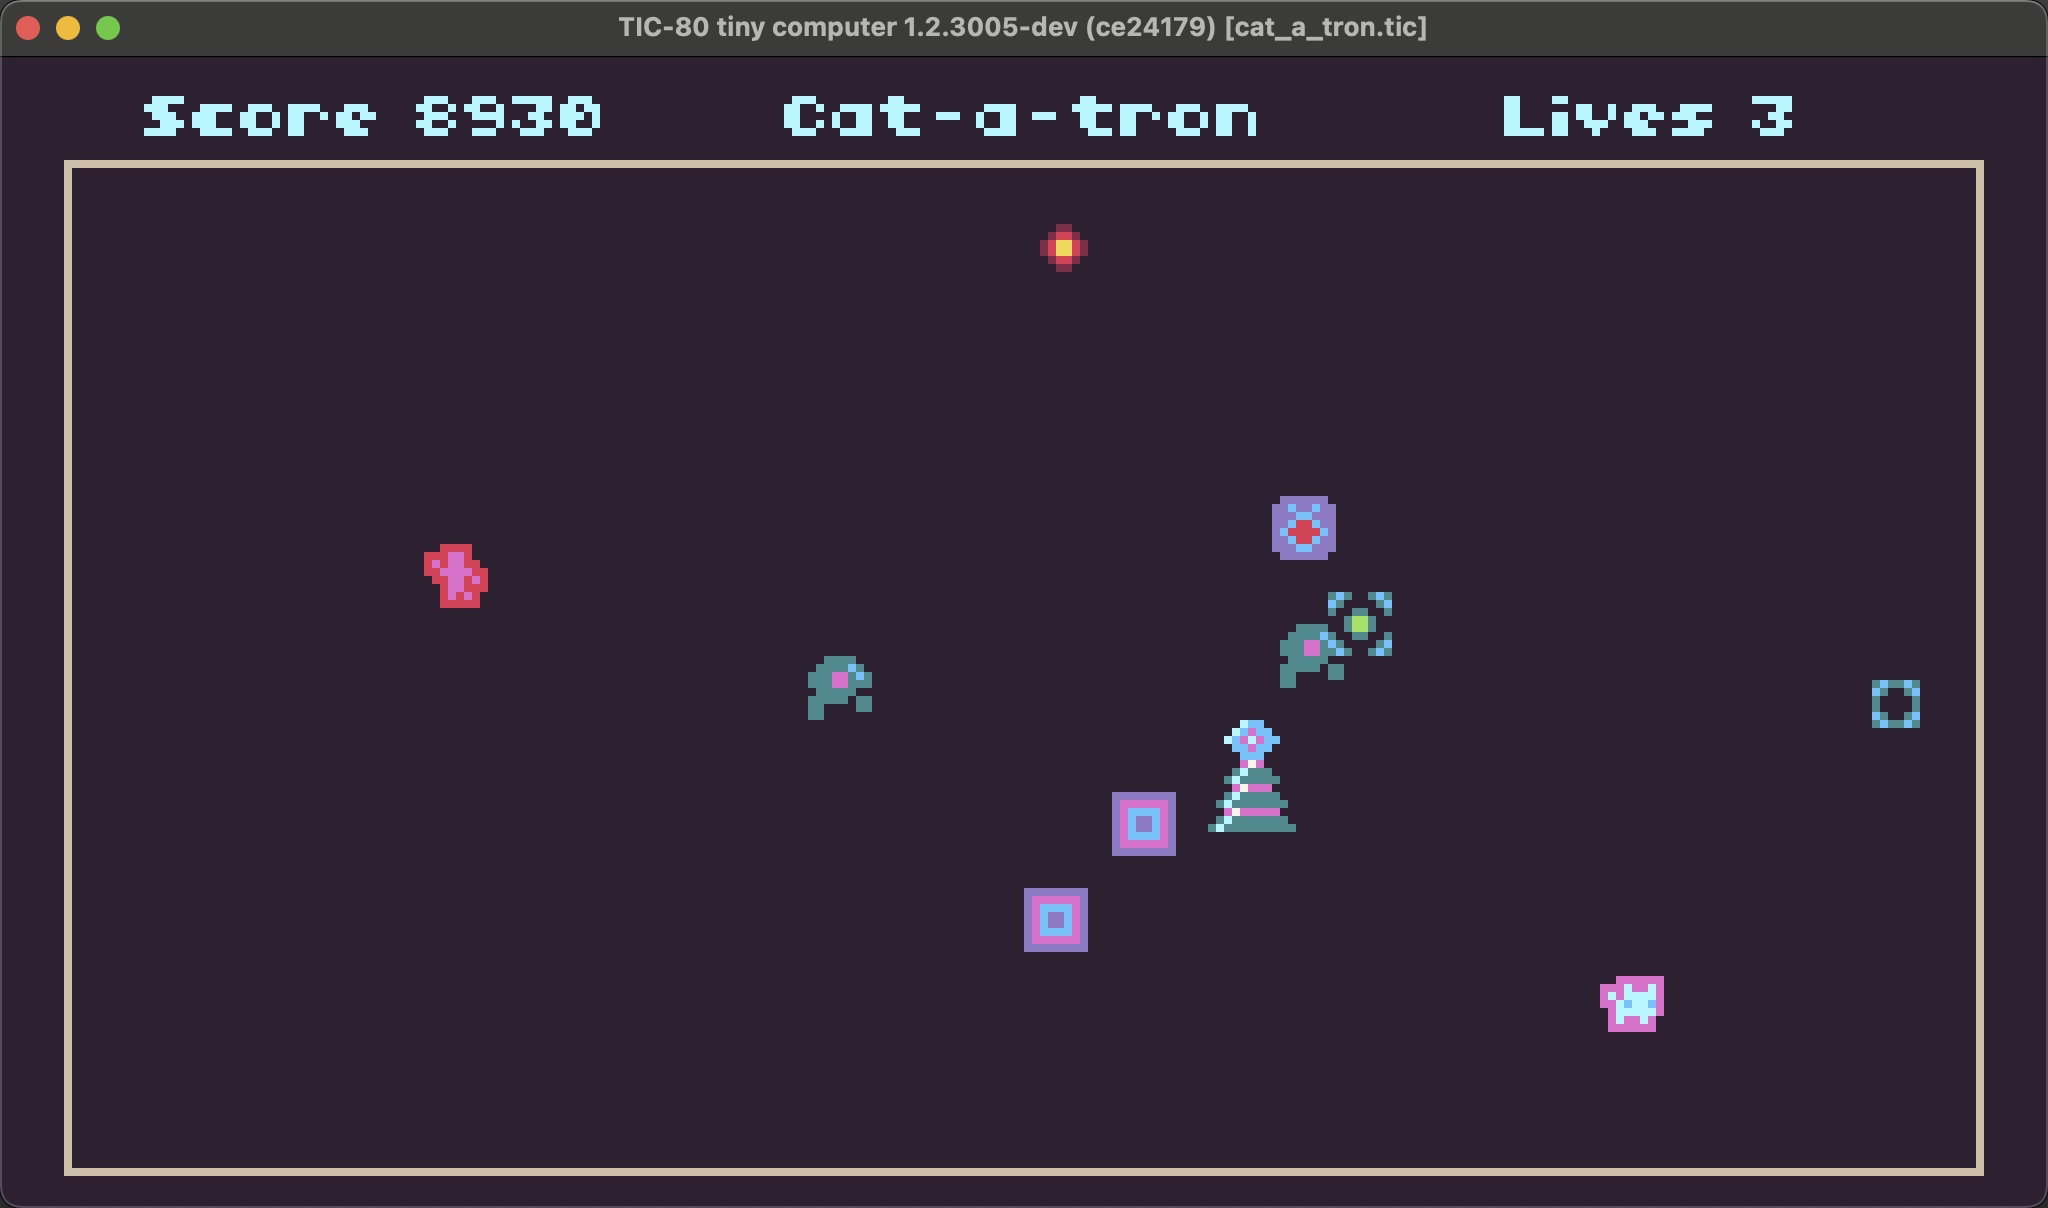 TIC-80 tiny computer 1.2.3005-dev (ce24179) [cat_a_tron.tic]
Score 8930 Cat-a-tron Lives 3